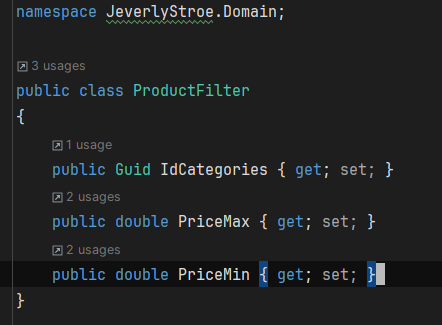 namespace JeverlyStroe.Domain;
3 usages
public class ProductFilter
{
1 usage
public Guid IdCategories { get; set; }
2 usages
public double PriceMax { get; set; }
2 usages
public double PriceMin { get; set; }
}